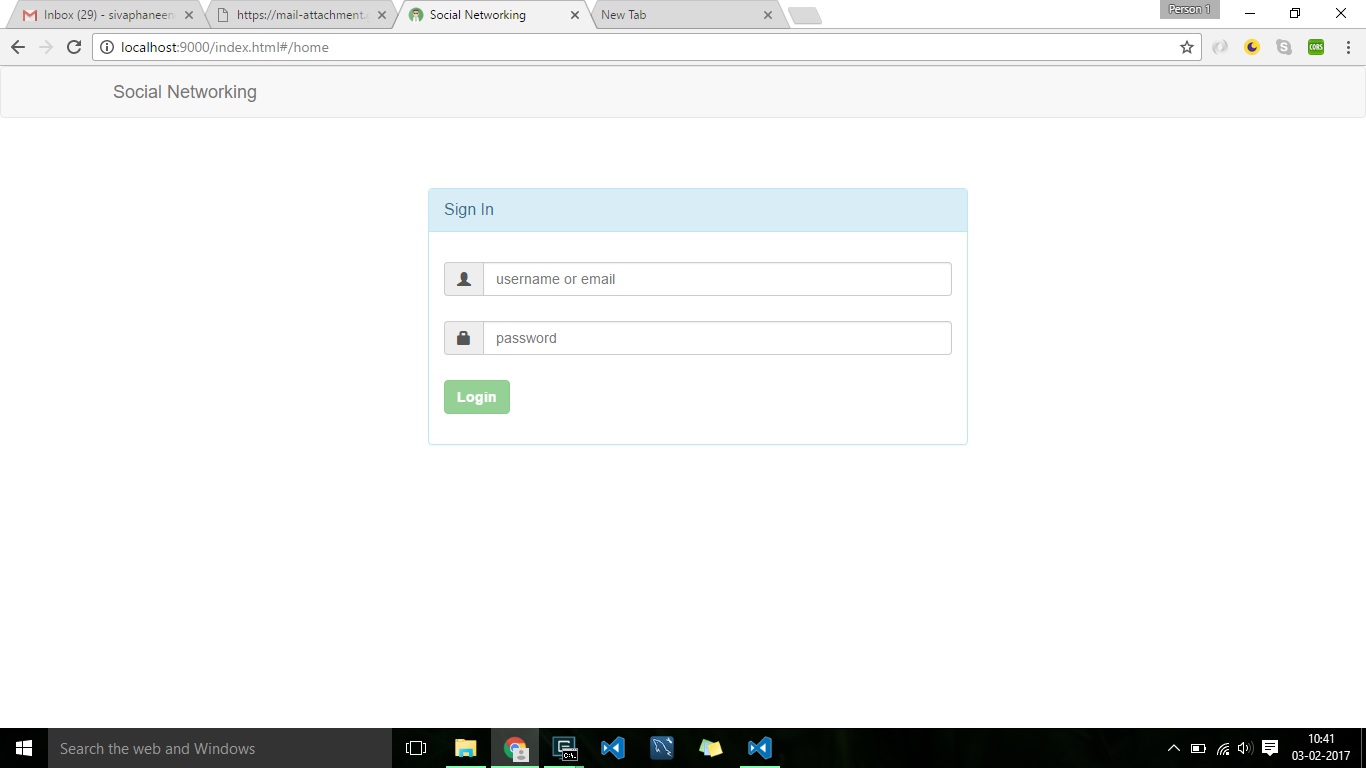 Person 1
Inbox (29) - sivaphaneen
https://mail-attachment.
Social Networking
New Tab
localhost:9000/index.html#/home
CORS
Social Networking
Sign In
username or email
password
Login
Search the web and Windows
C:\.
10:41
03-02-2017